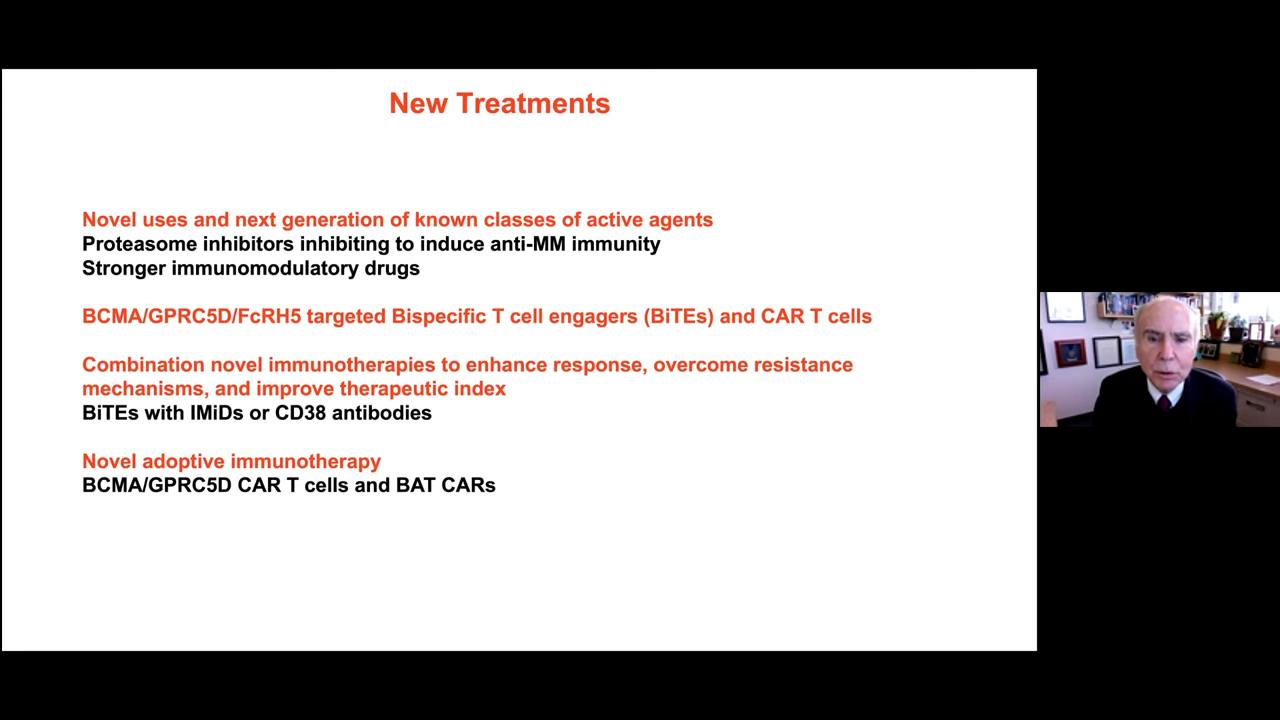 New Treatments
Novel uses and next generation of known classes of active agents
Proteasome inhibitors inhibiting to induce anti-MM immunity
Stronger immunomodulatory drugs
BCMA/GPRC5D/FcRH5 targeted Bispecific T cell engagers (BiTEs) and CAR T cells
Combination novel immunotherapies to enhance response, overcome resistance
mechanisms, and improve therapeutic index
BiTEs with IMiDs or CD38 antibodies
Novel adoptive immunotherapy
BCMA/GPRC5D CAR T cells and BAT CARs